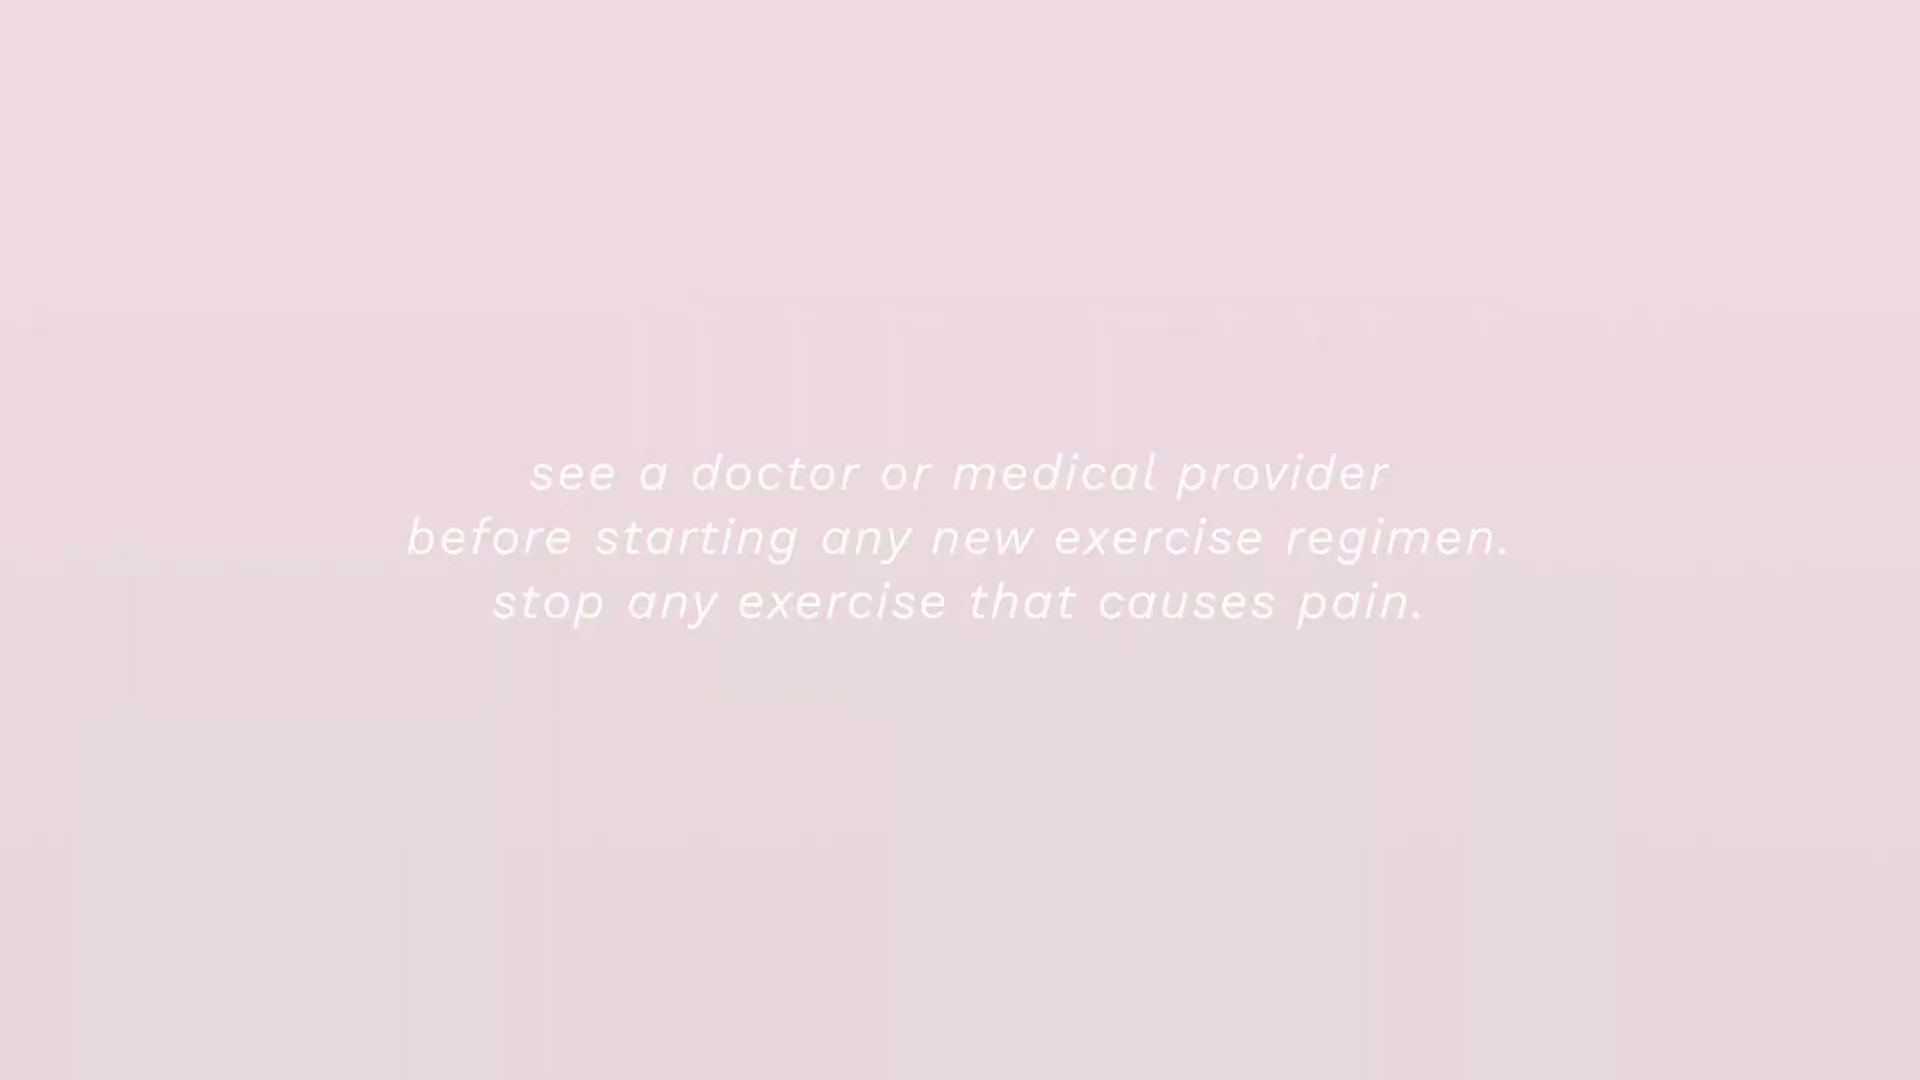 see a doctor or medical provider
before starting any new exercise regimen.
stop any exercise that causes pain.